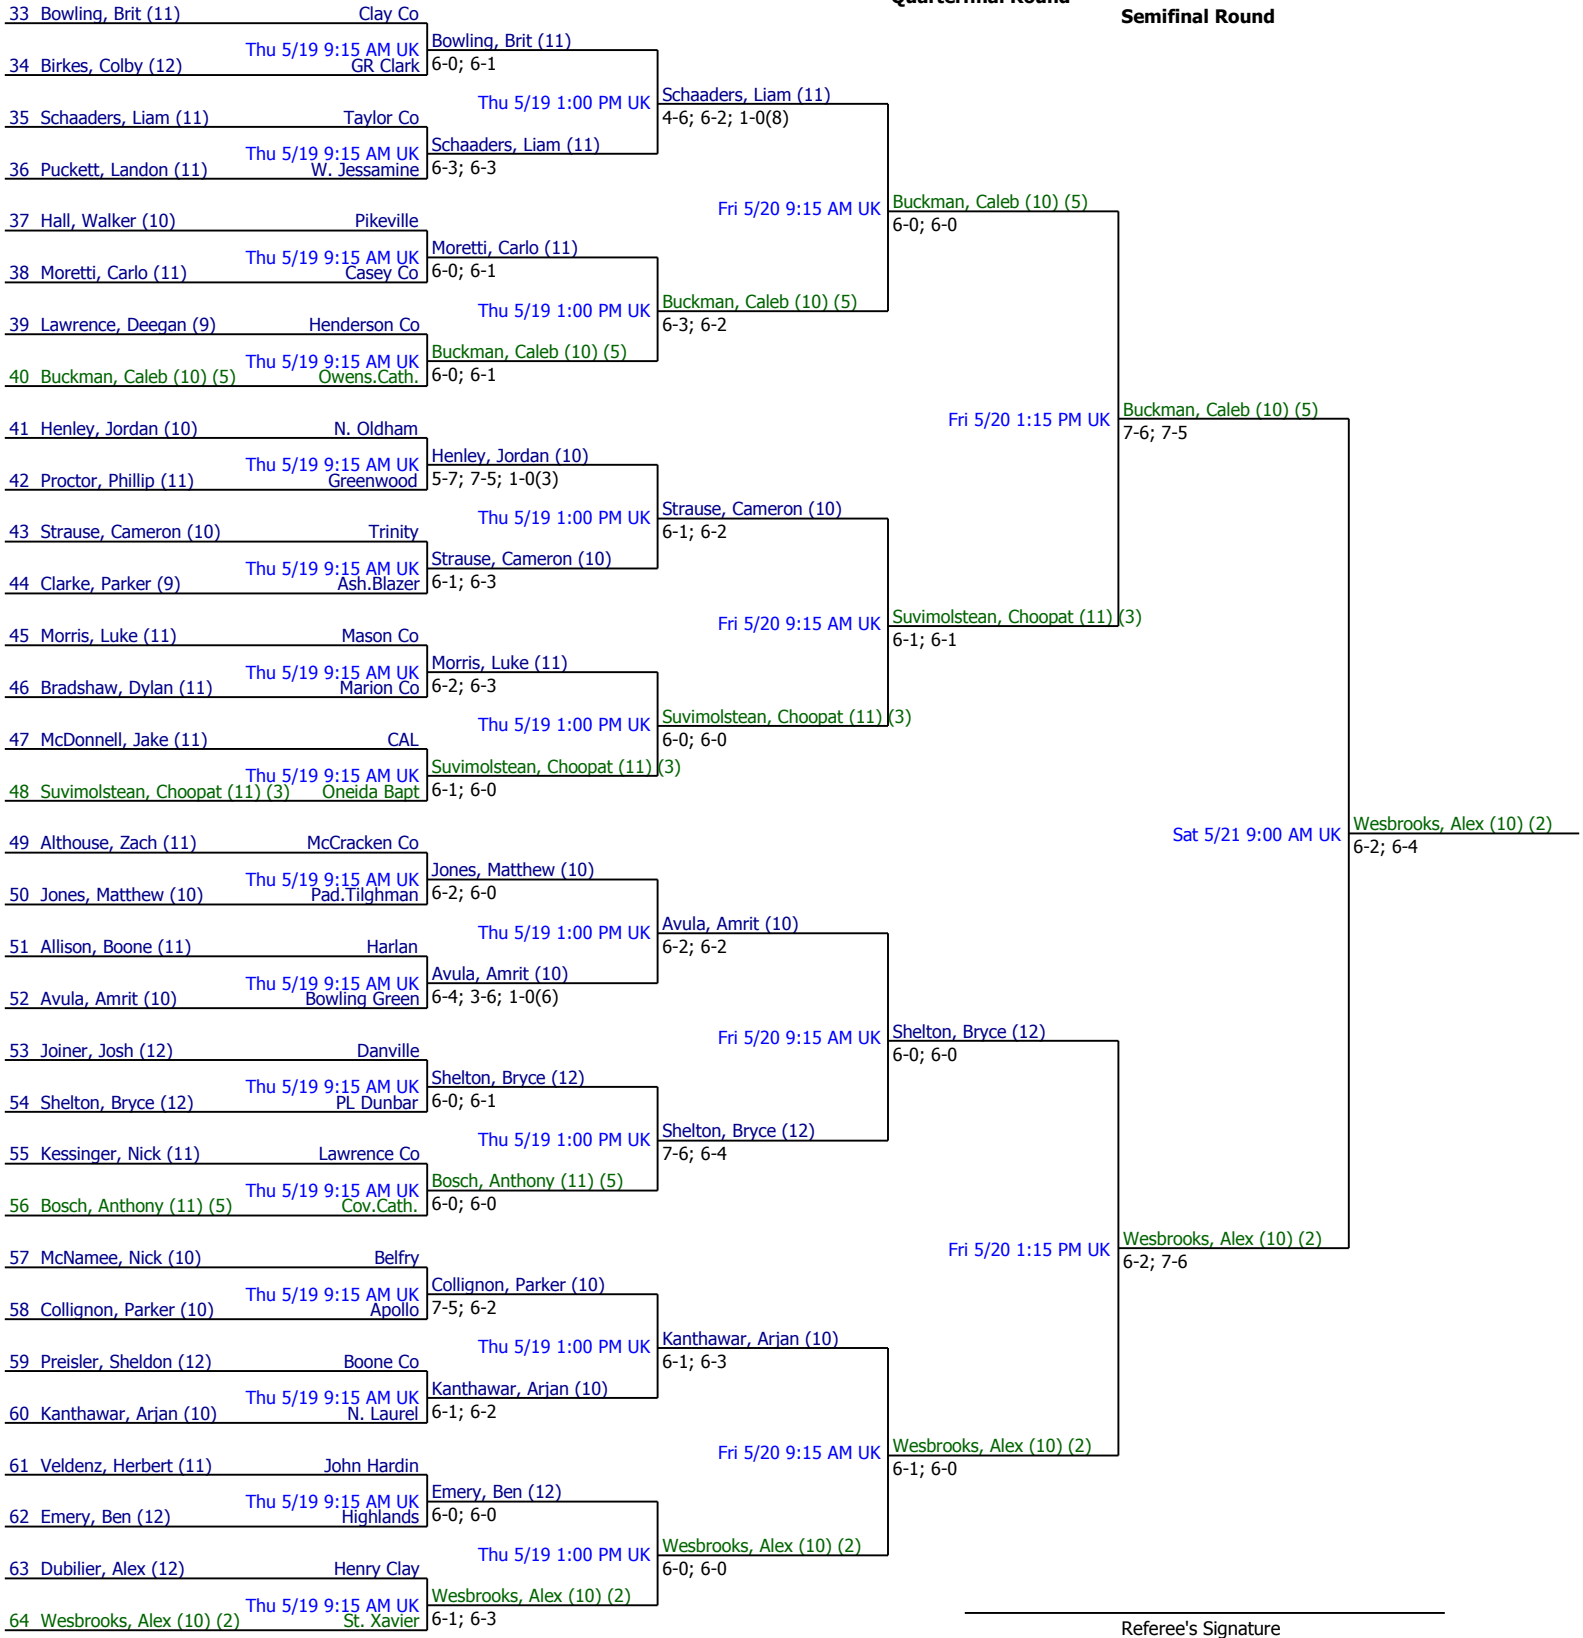 Quarterfinal Round
Semifinal Round
33 Bowling, Brit (11) Clay Co
Thu 5/19 9:15 AM UK
Bowling, Brit (11)
6-0; 6-1
34 Birkes, Colby (12) GR Clark
Thu 5/19 1:00 PM UK
Schaaders, Liam (11)
4-6; 6-2; 1-0(8)
35 Schaaders, Liam (11) Taylor Co
Thu 5/19 9:15 AM UK
Schaaders, Liam (11)
6-3; 6-3
36 Puckett, Landon (11) W. Jessamine
Fri 5/20 9:15 AM UK
Buckman, Caleb (10) (5)
6-0; 6-0
37 Hall, Walker (10) Pikeville
Thu 5/19 9:15 AM UK
Moretti, Carlo (11)
6-0; 6-1
38 Moretti, Carlo (11) Casey Co
Thu 5/19 1:00 PM UK
Buckman, Caleb (10) (5)
6-3; 6-2
39 Lawrence, Deegan (9) Henderson Co
Thu 5/19 9:15 AM UK
Buckman, Caleb (10) (5)
6-0; 6-1
40 Buckman, Caleb (10) (5) Owens.Cath.
Fri 5/20 1:15 PM UK
Buckman, Caleb (10) (5)
7-6; 7-5
41 Henley, Jordan (10) N. Oldham
Thu 5/19 9:15 AM UK
Henley, Jordan (10)
5-7; 7-5; 1-0(3)
42 Proctor, Phillip (11) Greenwood
Thu 5/19 1:00 PM UK
Strause, Cameron (10)
6-1; 6-2
43 Strause, Cameron (10) Trinity
Thu 5/19 9:15 AM UK
Strause, Cameron (10)
6-1; 6-3
44 Clarke, Parker (9) Ash.Blazer
Fri 5/20 9:15 AM UK
Suvimolstean, Choopat (11) (3)
6-1; 6-1
45 Morris, Luke (11) Mason Co
Thu 5/19 9:15 AM UK
Morris, Luke (11)
6-2; 6-3
46 Bradshaw, Dylan (11) Marion Co
Thu 5/19 1:00 PM UK
Suvimolstean, Choopat (11) (3)
6-0; 6-0
47 McDonnell, Jake (11) CAL
Thu 5/19 9:15 AM UK
Suvimolstean, Choopat (11) (3)
6-1; 6-0
48 Suvimolstean, Choopat (11) (3) Oneida Bapt
Sat 5/21 9:00 AM UK
Wesbrooks, Alex (10) (2)
6-2; 6-4
49 Althouse, Zach (11) McCracken Co
Thu 5/19 9:15 AM UK
Jones, Matthew (10)
6-2; 6-0
50 Jones, Matthew (10) Pad.Tilghman
Thu 5/19 1:00 PM UK
Avula, Amrit (10)
6-2; 6-2
51 Allison, Boone (11) Harlan
Thu 5/19 9:15 AM UK
Avula, Amrit (10)
6-4; 3-6; 1-0(6)
52 Avula, Amrit (10) Bowling Green
Fri 5/20 9:15 AM UK
Shelton, Bryce (12)
6-0; 6-0
53 Joiner, Josh (12) Danville
Thu 5/19 9:15 AM UK
Shelton, Bryce (12)
6-0; 6-1
54 Shelton, Bryce (12) PL Dunbar
Thu 5/19 1:00 PM UK
Shelton, Bryce (12)
7-6; 6-4
55 Kessinger, Nick (11) Lawrence Co
Thu 5/19 9:15 AM UK
Bosch, Anthony (11) (5)
6-0; 6-0
56 Bosch, Anthony (11) (5) Cov.Cath.
Fri 5/20 1:15 PM UK
Wesbrooks, Alex (10) (2)
6-2; 7-6
57 McNamee, Nick (10) Belfry
Thu 5/19 9:15 AM UK
Collignon, Parker (10)
7-5; 6-2
58 Collignon, Parker (10) Apollo
Thu 5/19 1:00 PM UK
Kanthawar, Arjan (10)
6-1; 6-3
59 Preisler, Sheldon (12) Boone Co
Thu 5/19 9:15 AM UK
Kanthawar, Arjan (10)
6-1; 6-2
60 Kanthawar, Arjan (10) N. Laurel
Fri 5/20 9:15 AM UK
Wesbrooks, Alex (10) (2)
6-1; 6-0
61 Veldenz, Herbert (11) John Hardin
Thu 5/19 9:15 AM UK
Emery, Ben (12)
6-0; 6-0
62 Emery, Ben (12) Highlands
Thu 5/19 1:00 PM UK
Wesbrooks, Alex (10) (2)
6-0; 6-0
63 Dubilier, Alex (12) Henry Clay
Thu 5/19 9:15 AM UK
Wesbrooks, Alex (10) (2)
6-1; 6-3
64 Wesbrooks, Alex (10) (2) St. Xavier
Referee's Signature